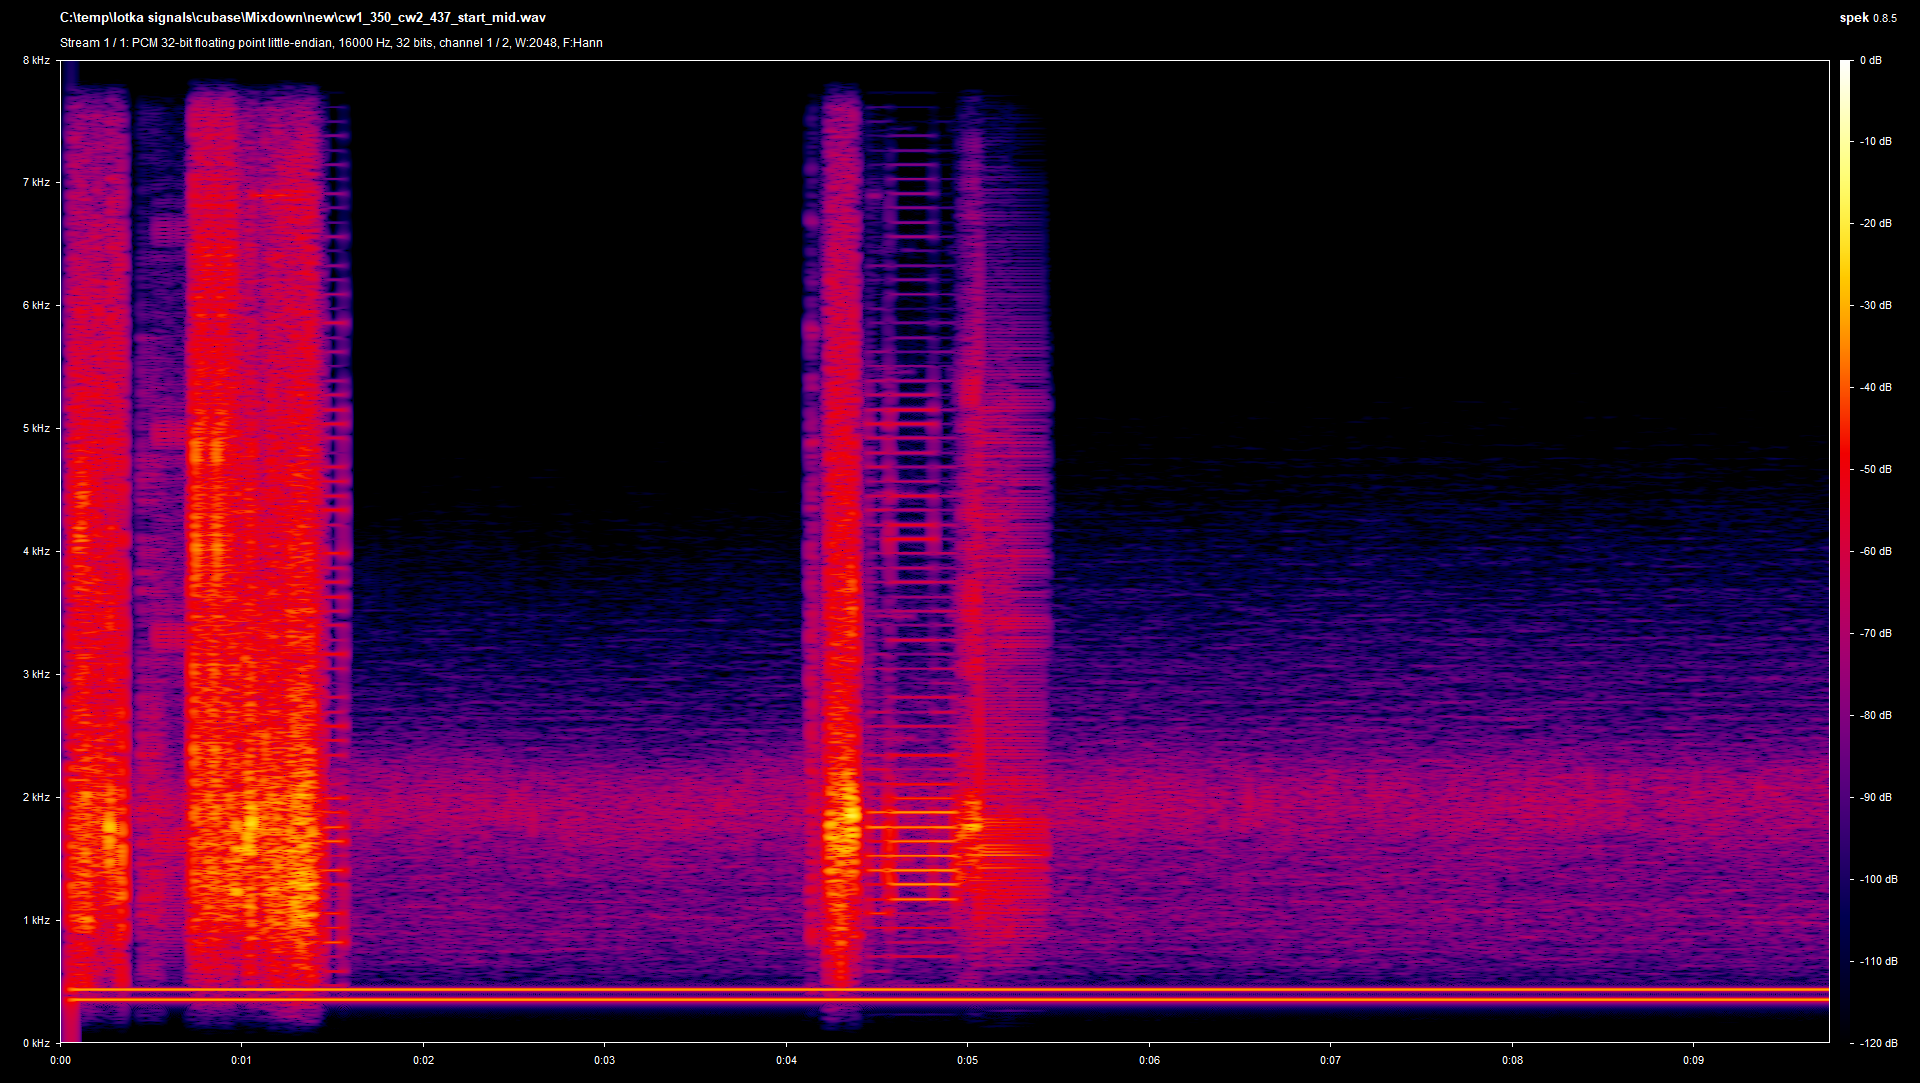 C:\temp\lotka signals\cubase\Mixdown\new\cw1_350_cw2_437_start_mid.wav
spek 0.8.5
Stream 1 / 1: PCM 32-bit floating point little-endian, 16000 Hz, 32 bits, channel 1 / 2, W:2048, F:Hann
8 kHz
7 kHz
6 kHz
5 kHz
4 kHz
3 kHz
2 kHz
1 kHz
0 kHz
0:00
0:01
0:02
0:03
0:04
0:05
0:06
0:07
0:08
0:09
0 dB
-10 dB
-20 dB
-30 dB
-40 dB
-50 dB
-60 dB
-70 dB
-80 dB
-90 dB
-100 dB
-110 dB
-120 dB